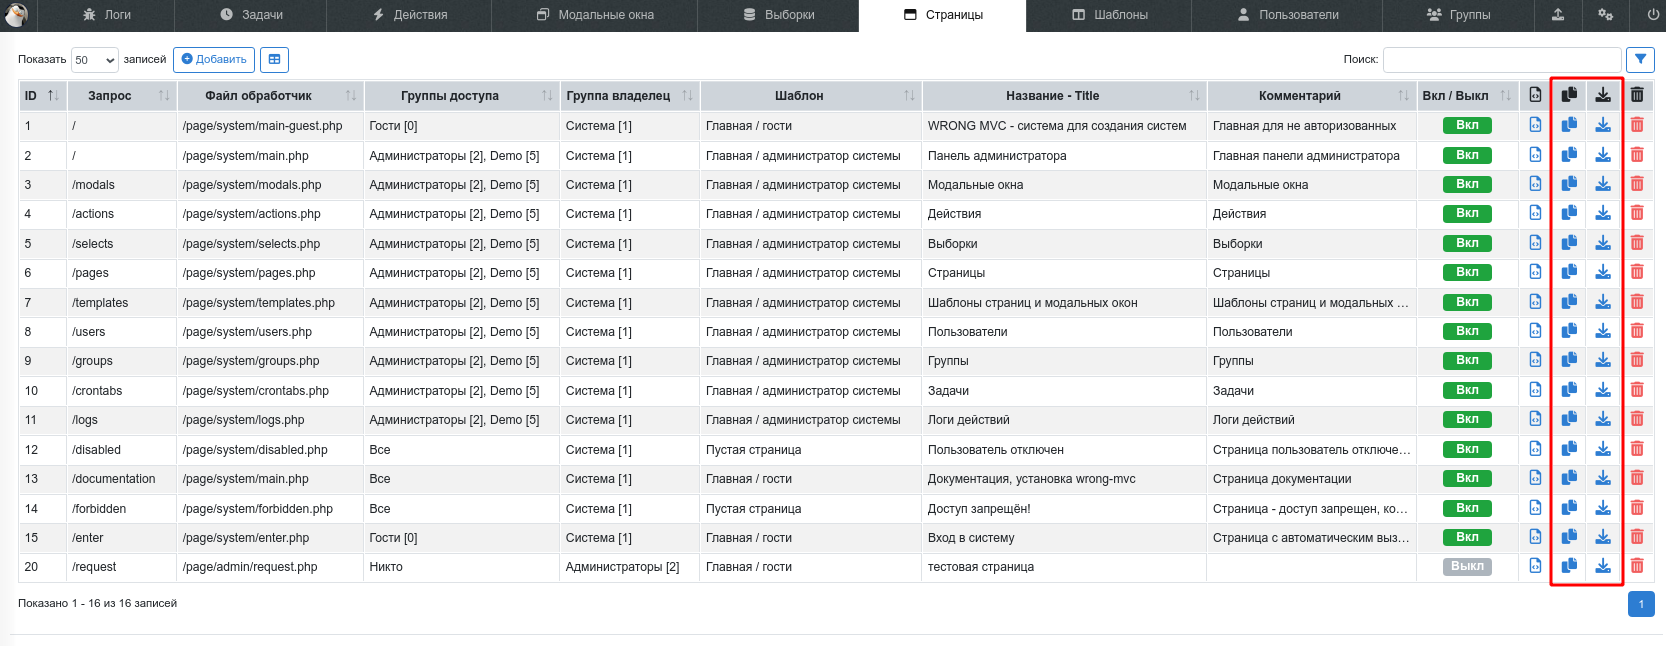 Логи Задачи Действия Модальные окна Выборки Страницы Шаблоны Пользователи Группы
Показать 50 записей Добавить Поиск:
ID Запрос Файл обработчик Группы доступа Группа владелец Шаблон Название - Title Комментарий Вкл / Выкл
1 / /page/system/main-guest.php Гости [0] Система [1] Главная / гости WRONG MVC - система для создания систем Главная для не авторизованных Вкл
2 / /page/system/main.php Администраторы [2], Demo [5] Система [1] Главная / администратор системы Панель администратора Главная панели администратора Вкл
3 /modals /page/system/modals.php Администраторы [2], Demo [5] Система [1] Главная / администратор системы Модальные окна Модальные окна Вкл
4 /actions /page/system/actions.php Администраторы [2], Demo [5] Система [1] Главная / администратор системы Действия Действия Вкл
5 /selects /page/system/selects.php Администраторы [2], Demo [5] Система [1] Главная / администратор системы Выборки Выборки Вкл
6 /pages /page/system/pages.php Администраторы [2], Demo [5] Система [1] Главная / администратор системы Страницы Страницы Вкл
7 /templates /page/system/templates.php Администраторы [2], Demo [5] Система [1] Главная / администратор системы Шаблоны страниц и модальных окон Шаблоны страниц и модальных ... Вкл
8 /users /page/system/users.php Администраторы [2], Demo [5] Система [1] Главная / администратор системы Пользователи Пользователи Вкл
9 /groups /page/system/groups.php Администраторы [2], Demo [5] Система [1] Главная / администратор системы Группы Группы Вкл
10 /crontabs /page/system/crontabs.php Администраторы [2], Demo [5] Система [1] Главная / администратор системы Задачи Задачи Вкл
11 /logs /page/system/logs.php Администраторы [2], Demo [5] Система [1] Главная / администратор системы Логи действий Логи действий Вкл
12 /disabled /page/system/disabled.php Все Система [1] Пустая страница Пользователь отключен Страница пользователь отключе... Вкл
13 /documentation /page/system/main.php Все Система [1] Главная / гости Документация, установка wrong-mvc Страница документации Вкл
14 /forbidden /page/system/forbidden.php Все Система [1] Пустая страница Доступ запрещён! Страница - доступ запрещен, ко... Вкл
15 /enter /page/system/enter.php Гости [0] Система [1] Главная / гости Вход в систему Страница с автоматическим выз... Вкл
20 /request /page/admin/request.php Никто Администраторы [2] Главная / гости тестовая страница Выкл
Показано 1 - 16 из 16 записей 1